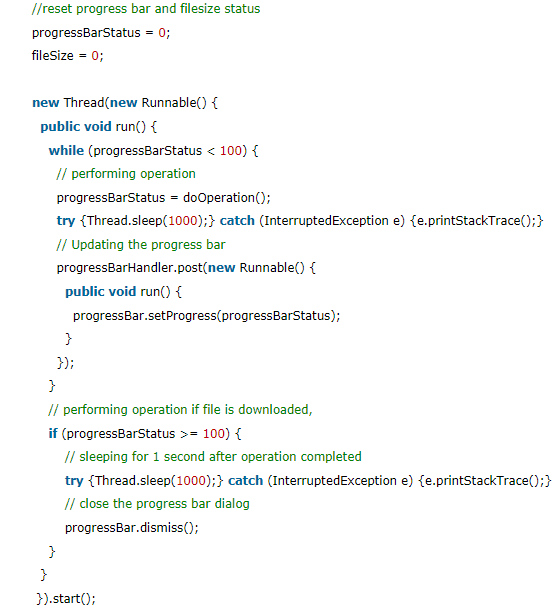 //reset progress bar and filesize status
progressBarStatus = 0;
fileSize = 0;
new Thread(new Runnable() {
public void run() {
while (progressBarStatus < 100) {
// performing operation
progressBarStatus = doOperation();
try {Thread.sleep(1000);} catch (InterruptedException e) {e.printStackTrace();}
// Updating the progress bar
progressBarHandler.post(new Runnable() {
public void run() {
progressBar.setProgress(progressBarStatus);
}
});
}
// performing operation if file is downloaded,
if (progressBarStatus >= 100) {
// sleeping for 1 second after operation completed
try {Thread.sleep(1000);} catch (InterruptedException e) {e.printStackTrace();}
// close the progress bar dialog
progressBar.dismiss();
}
}
}).start();